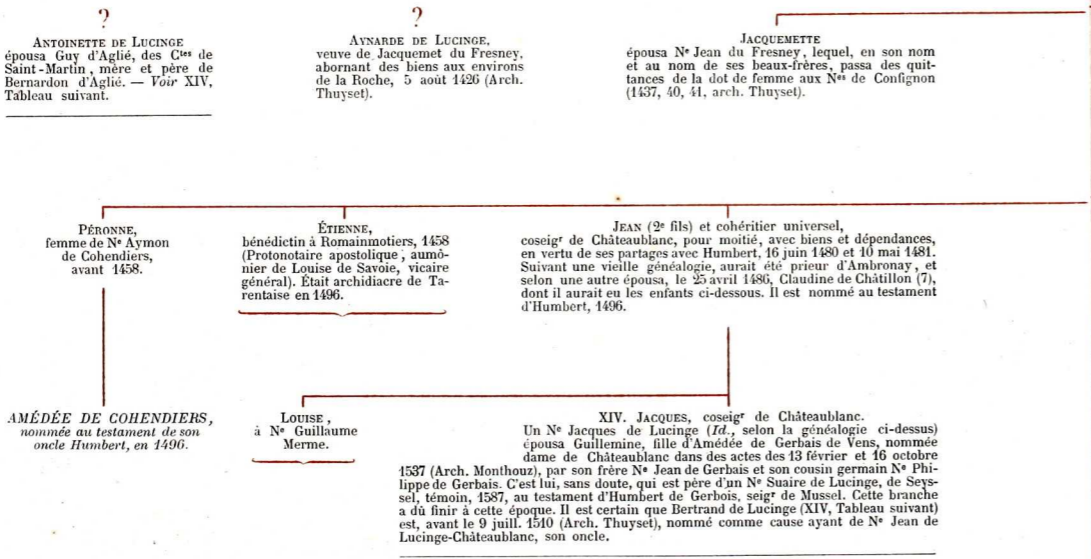 ?
ANTOINETTE DE LUCINGE
épousa Guy d'Aglié, des Ctes de
Saint-Martin, mère et père de
Bernardon d'Aglié. — Voir XIV,
Tableau suivant.
?
AYNARDE DE LUCINGE,
veuve de Jacquemet du Fresney,
abornant des biens aux environs
de la Roche, 5 août 1426 (Arch.
Thuyset).
JACQUEMETTE
épousa Ne Jean du Fresney, lequel, en son nom
et au nom de ses beaux-frères, passa des quit-
tances de la dot de femme aux Nes de Confignon
(1437, 40, 41, arch. Thuyset).
PÉRONNE,
femme de Ne Aymon
de Cohendiers,
avant 1458.
ÉTIENNE,
bénédictin à Romainmotiers, 1458
(Protonotaire apostolique, aumô-
nier de Louise de Savoie, vicaire
général). Était archidiacre de Ta-
rentaise en 1496.
JEAN (2e fils) et cohéritier universel,
coseigr de Châteaublanc, pour moitié, avec biens et dépendances,
en vertu de ses partages avec Humbert, 16 juin 1480 et 10 mai 1481.
Suivant une vieille généalogie, aurait été prieur d'Ambronay, et
selon une autre épousa, le 25 avril 1486, Claudine de Châtillon (7),
dont il aurait eu les enfants ci-dessous. Il est nommé au testament
d'Humbert, 1496.
AMÉDÉE DE COHENDIERS,
nommée au testament de son
oncle Humbert, en 1496.
LOUISE,
à Ne Guillaume
Merme.
XIV. JACQUES, coseigr de Châteaublanc.
Un Ne Jacques de Lucinge (Id., selon la généalogie ci-dessus)
épousa Guillemine, fille d'Amédée de Gerbais de Vens, nommée
dame de Châteaublanc dans des actes des 13 février et 16 octobre
1537 (Arch. Monthouz), par son frère Ne Jean de Gerbais et son cousin germain Ne Phi-
lippe de Gerbais. C'est lui, sans doute, qui est père d'un Ne Suaire de Lucinge, de Seys-
sel, témoin, 1587, au testament d'Humbert de Gerbois, seigr de Mussel. Cette branche
a dû finir à cette époque. Il est certain que Bertrand de Lucinge (XIV, Tableau suivant)
est, avant le 9 juill. 1510 (Arch. Thuyset), nommé comme cause ayant de Ne Jean de
Lucinge-Châteaublanc, son oncle.